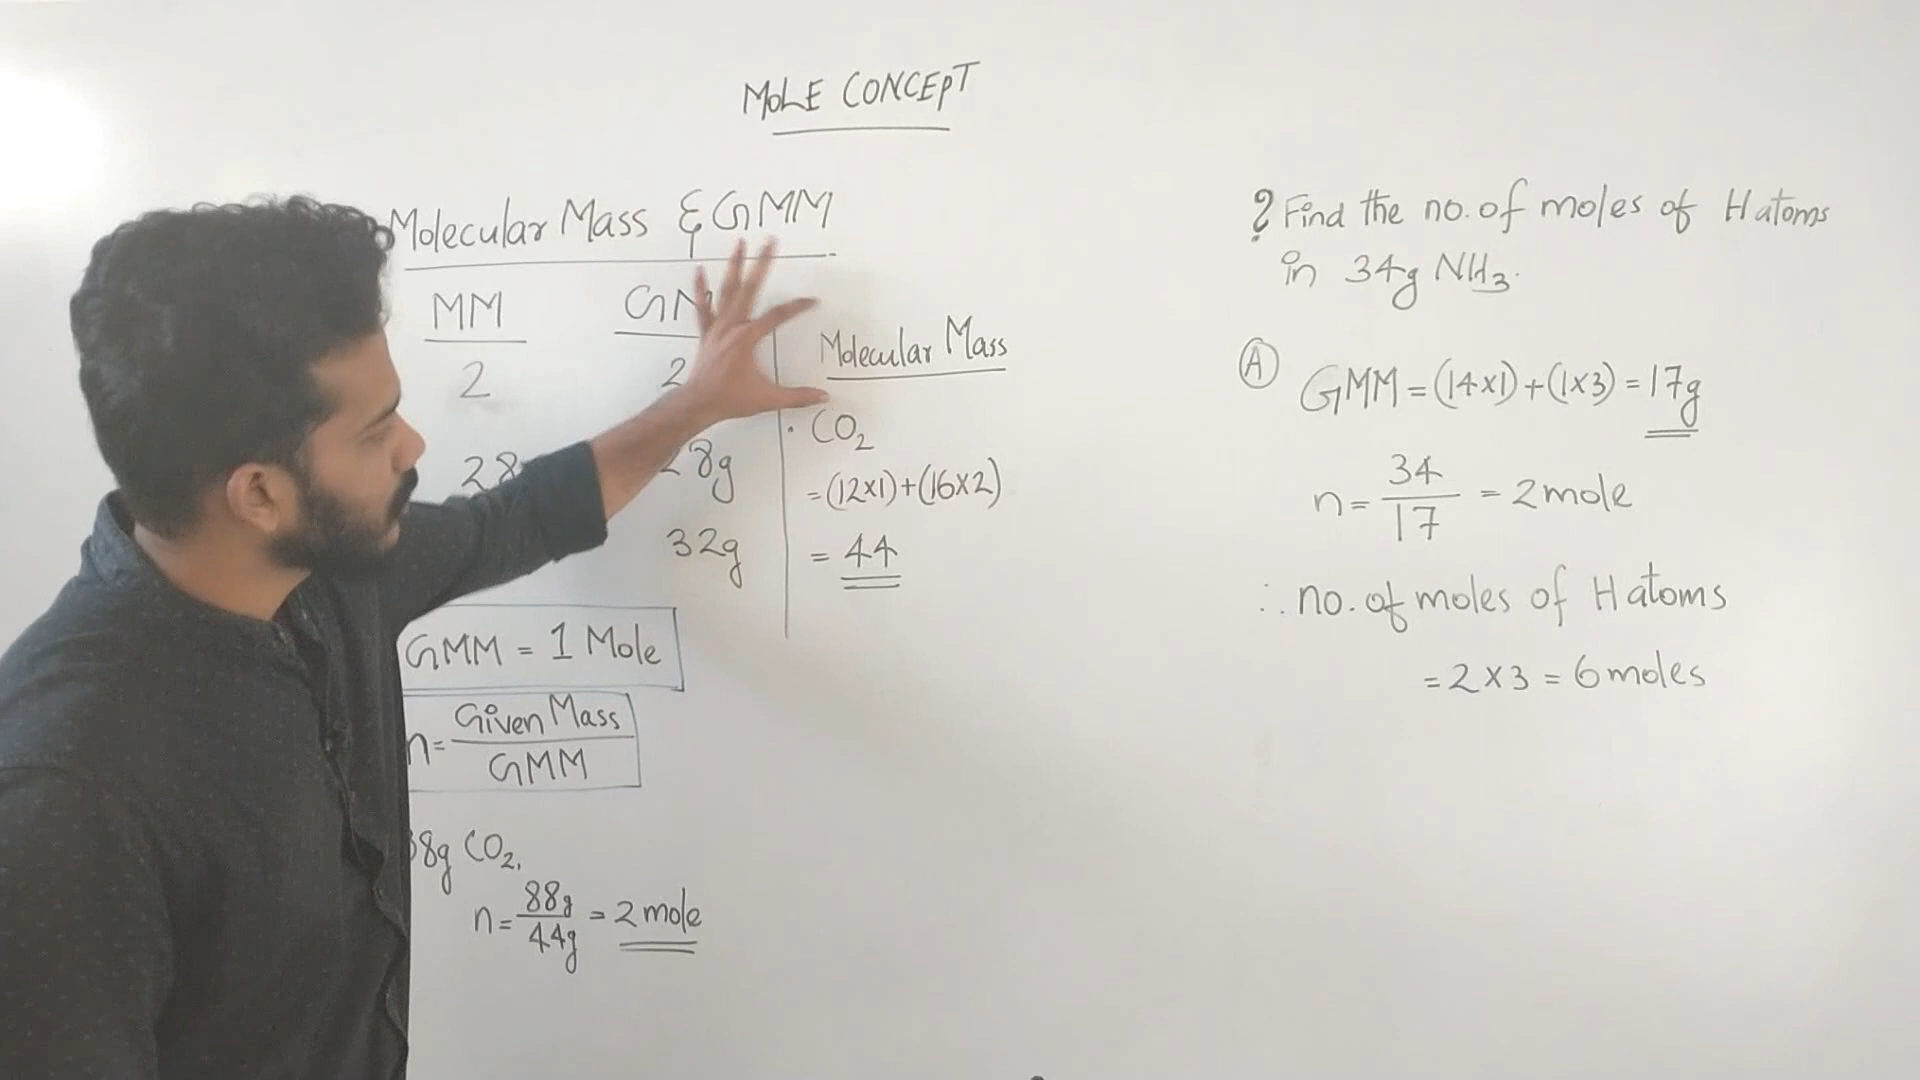 MOLE CONCEPT
Molecular Mass & GMM
MM
2
28
2
28g
32g
Molecular Mass
· CO₂
= (12×1)+(16×2)
= 44
GMM = 1 Mole
n= Given Mass
GMM
8g CO₂,
n= 88g = 2 mole
44g
? Find the no. of moles of H atoms
in 34g NH₃.
(A) GMM = (14×1)+(1×3) = 17g
n= 34 = 2 mole
17
∴ no. of moles of H atoms
= 2 × 3 = 6 moles